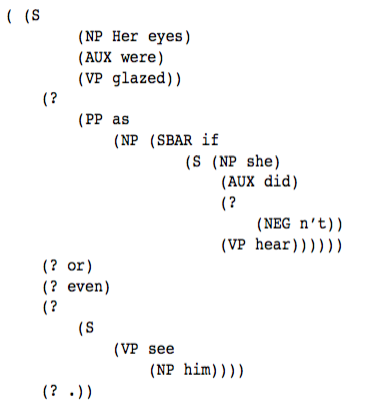 ( (S
(NP Her eyes)
(AUX were)
(VP glazed))
(?
(PP as
(NP (SBAR if
(S (NP she)
(AUX did)
(?
(NEG n't))
(VP hear))))))
(? or)
(? even)
(?
(S
(VP see
(NP him))))
(? .))